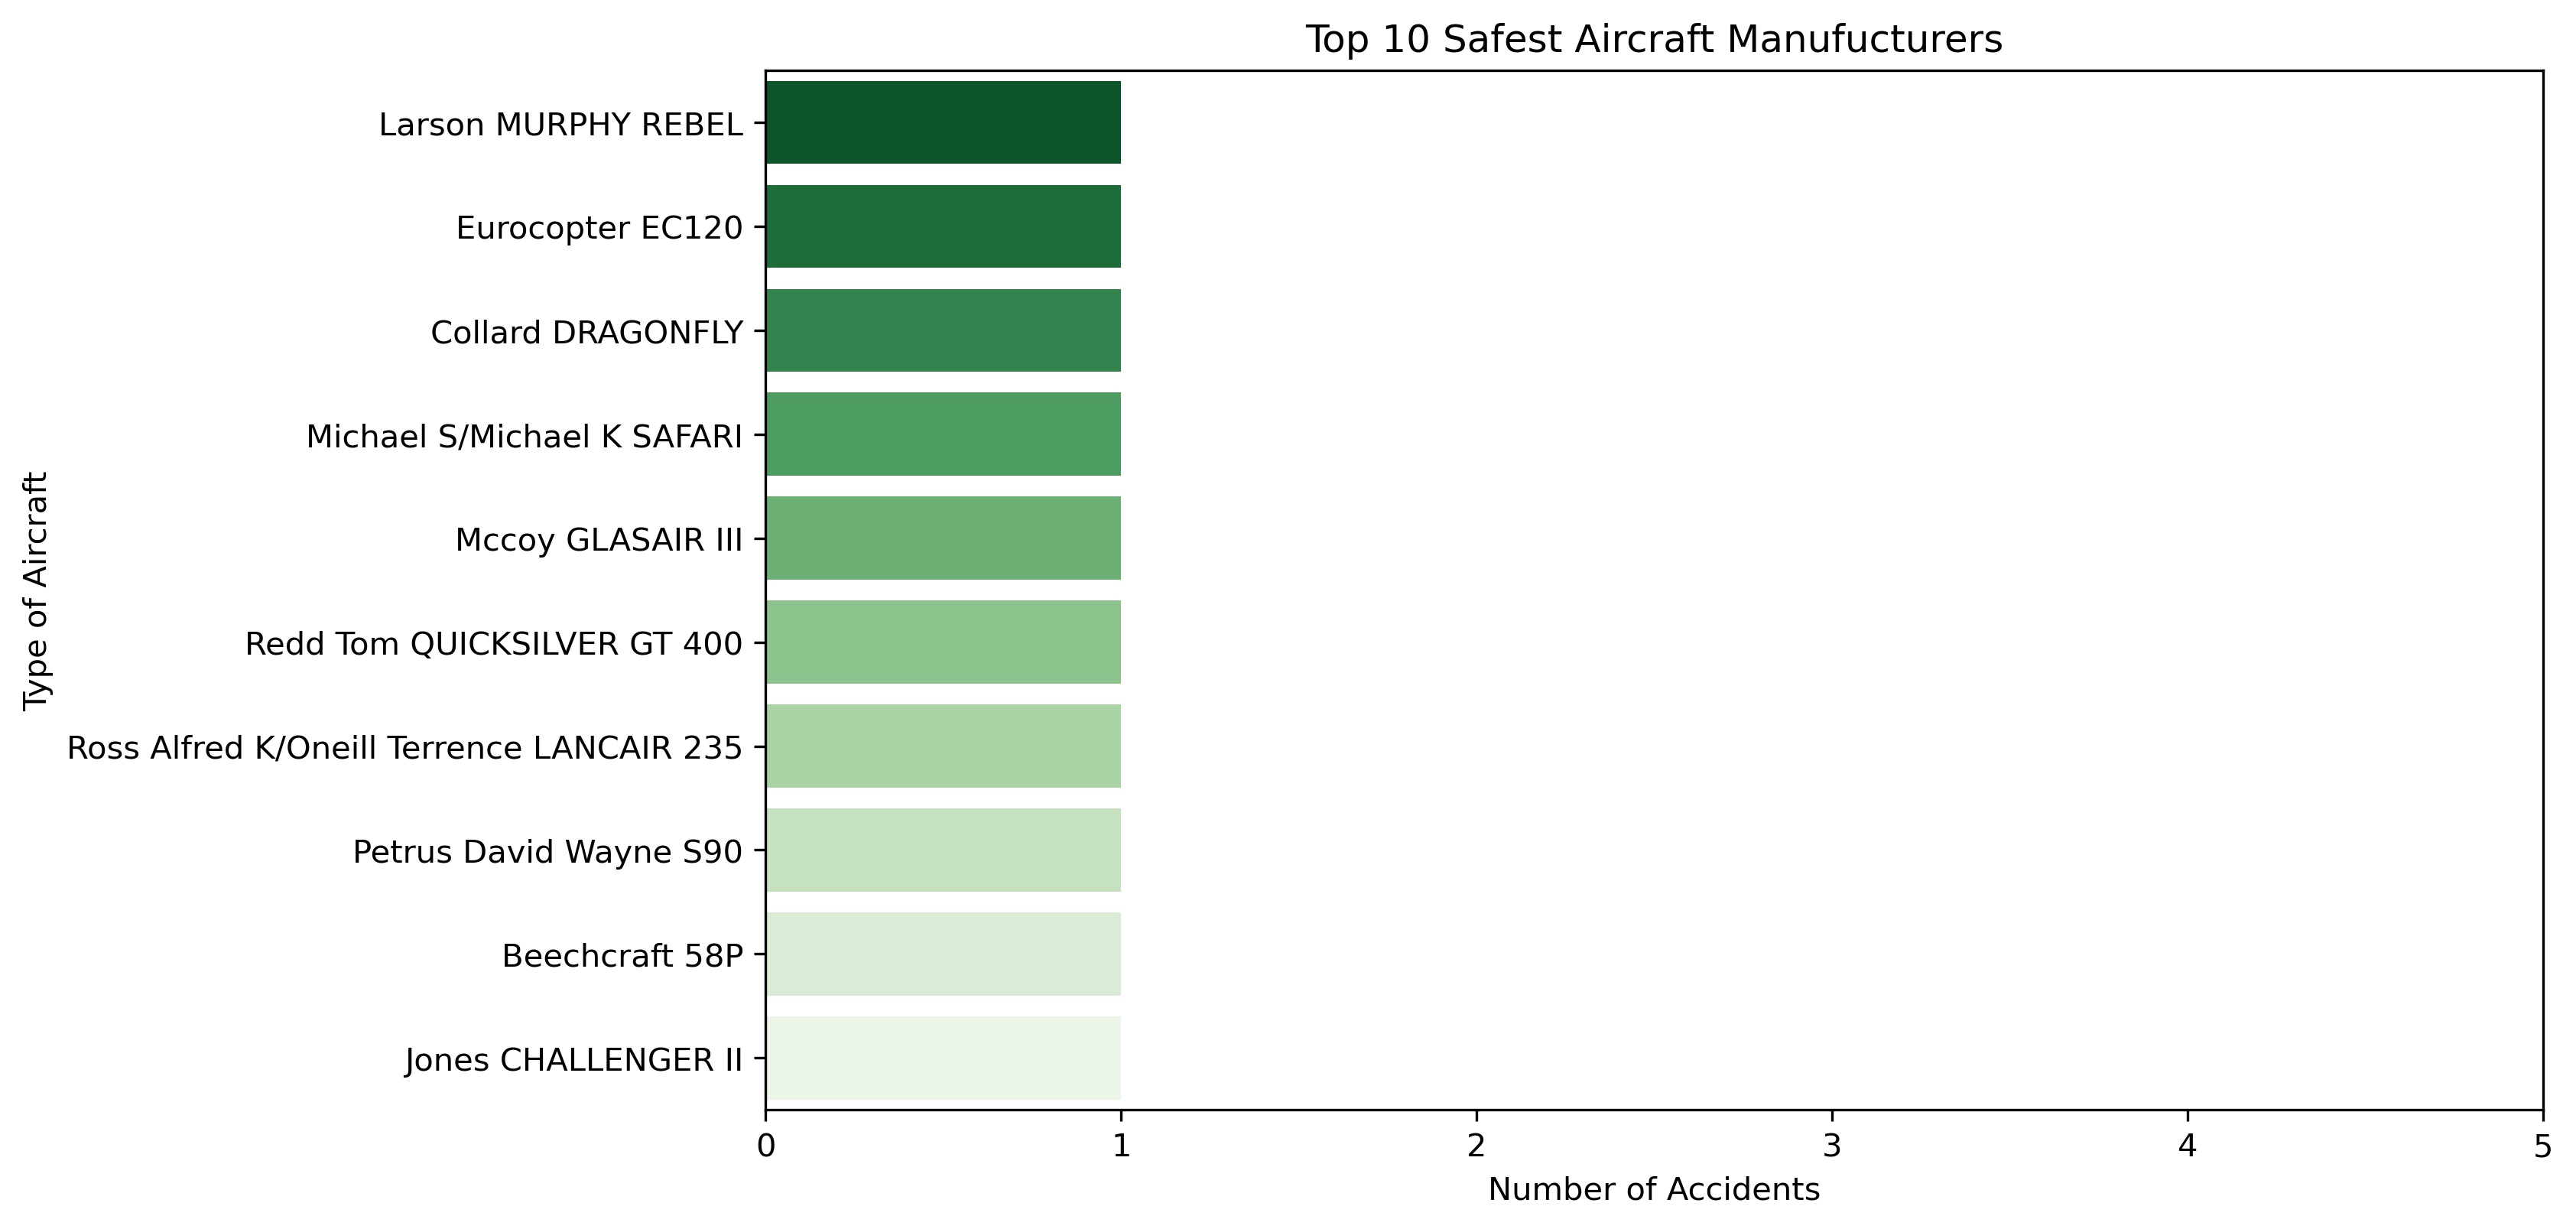 Top 10 Safest Aircraft Manufucturers
Type of Aircraft
Larson MURPHY REBEL
Eurocopter EC120
Collard DRAGONFLY
Michael S/Michael K SAFARI
Mccoy GLASAIR III
Redd Tom QUICKSILVER GT 400
Ross Alfred K/Oneill Terrence LANCAIR 235
Petrus David Wayne S90
Beechcraft 58P
Jones CHALLENGER II
0 1 2 3 4 5
Number of Accidents